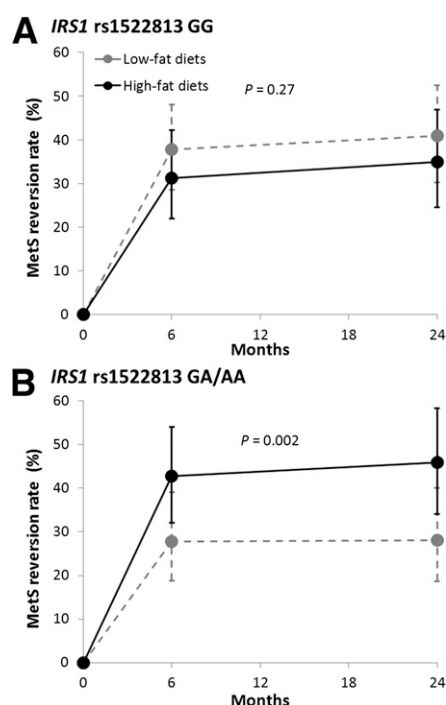 A IRS1 rs1522813 GG
60
50
40
30
20
10
0
MetS reversion rate (%)
Low-fat diets
High-fat diets
P = 0.27
0 6 12 18 24
Months
B IRS1 rs1522813 GA/AA
60
50
40
30
20
10
0
MetS reversion rate (%)
P = 0.002
0 6 12 18 24
Months